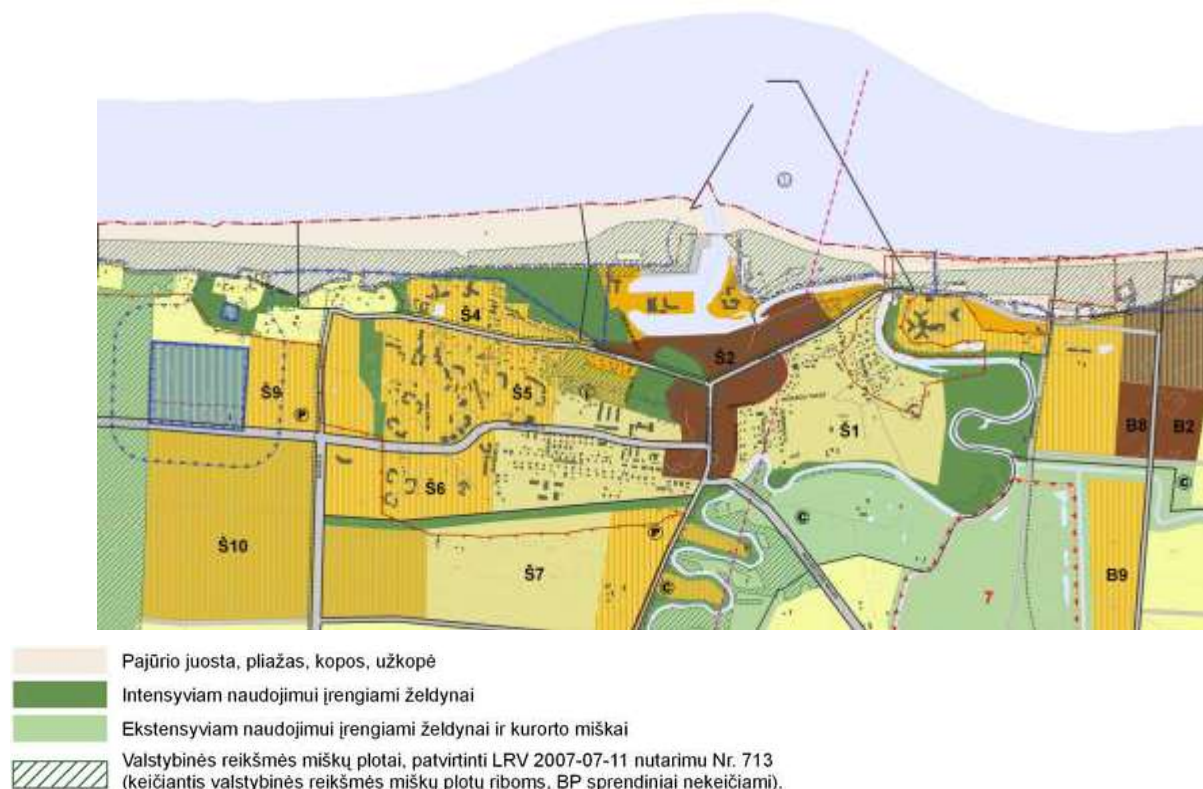 1
Š4
Š2
Š9
Š5
P
Š1
B8
B2
Š6
C
C
Š10
P
Š7
B9
C
7
Pajūrio juosta, pliažas, kopos, užkopė
Intensyviam naudojimui įrengiami želdynai
Ekstensyviam naudojimui įrengiami želdynai ir kurorto miškai
Valstybinės reikšmės miškų plotai, patvirtinti LRV 2007-07-11 nutarimu Nr. 713
(keičiantis valstybinės reikšmės miškų plotų riboms, BP sprendiniai nekeičiami).